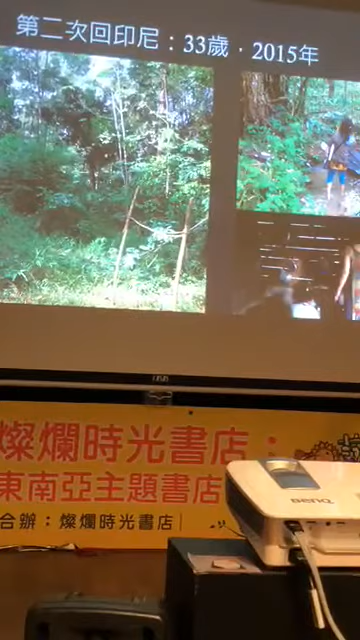 第二次回印尼：33歲，2015年
燦爛時光書店：
東南亞主題書店
合辦：燦爛時光書店
BENQ